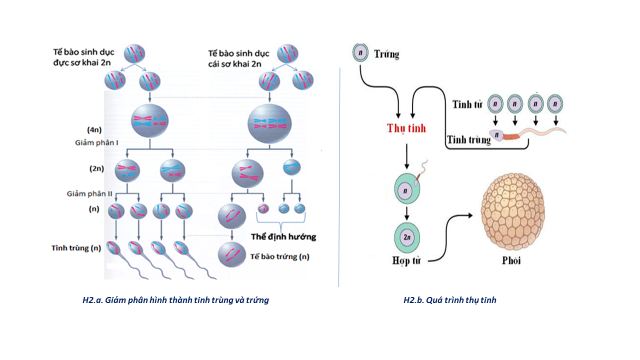 Tế bào sinh dục
đực sơ khai 2n
Tế bào sinh dục
cái sơ khai 2n
(4n)
Giảm phân I
(2n)
Giảm phân II
(n)
Thể định hướng
Tinh trùng (n)
Tế bào trứng (n)
H2.a. Giảm phân hình thành tinh trùng và trứng
n
Trứng
Tinh tử
n
n
n
n
Thụ tinh
Tinh trùng
n
n
2n
Hợp tử
Phôi
H2.b. Quá trình thụ tinh